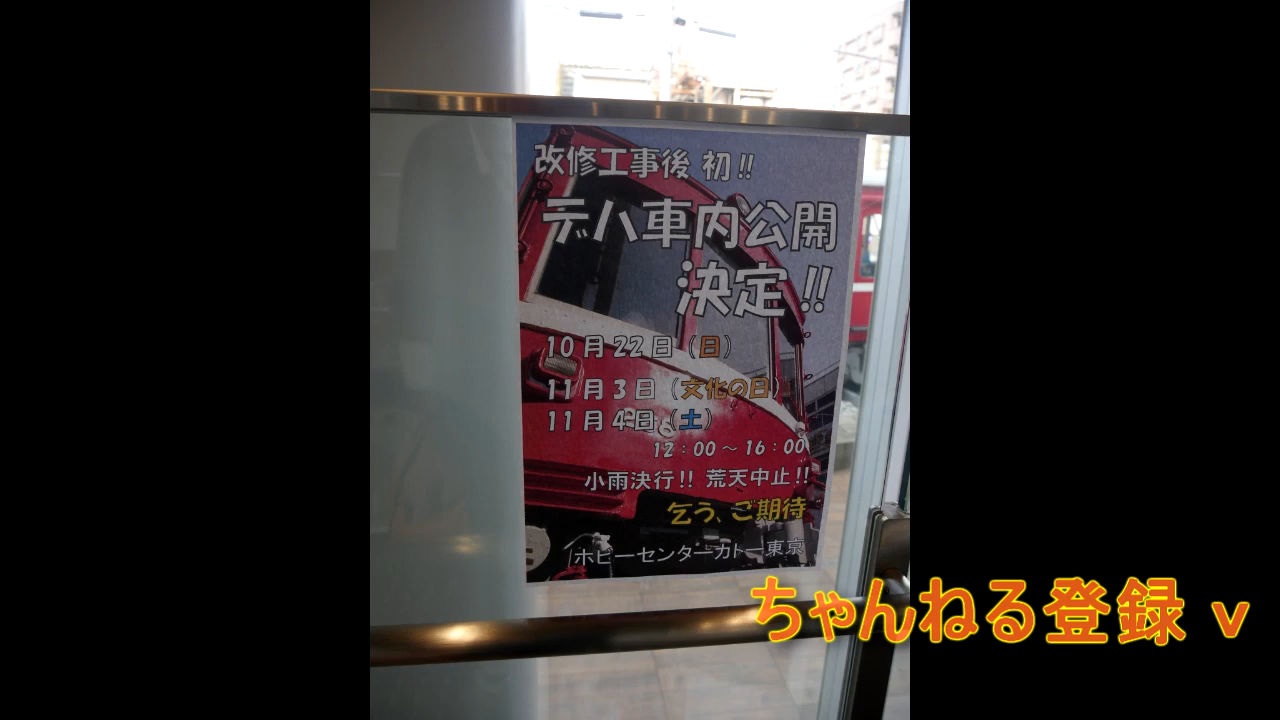 改修工事後 初!!
デハ車内公開
決定!!
10月22日（日）
11月3日（文化の日）
11月4日（土）
12：00～16：00
小雨決行!! 荒天中止!!
乞う、ご期待
ホビーセンターカトー東京
ちゃんねる登録 v